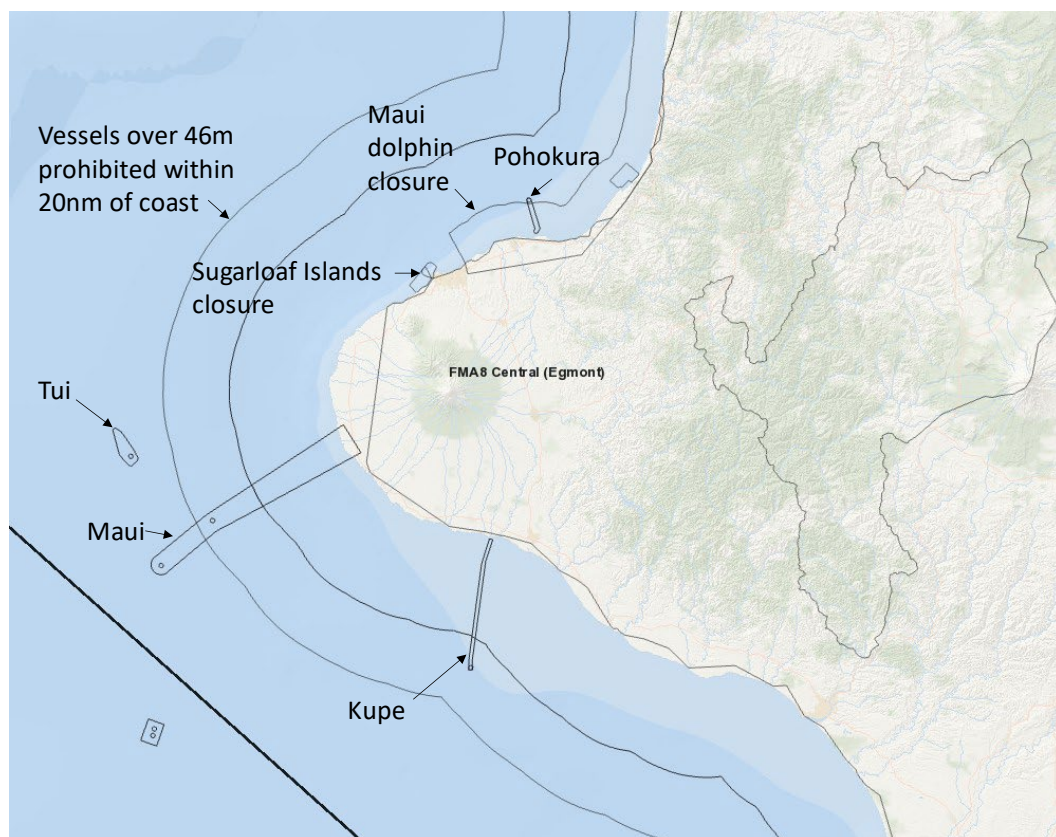 Vessels over 46m
prohibited within
20nm of coast
Maui
dolphin
closure
Pohokura
Sugarloaf Islands
closure
FMA8 Central (Egmont)
Tui
Maui
Kupe